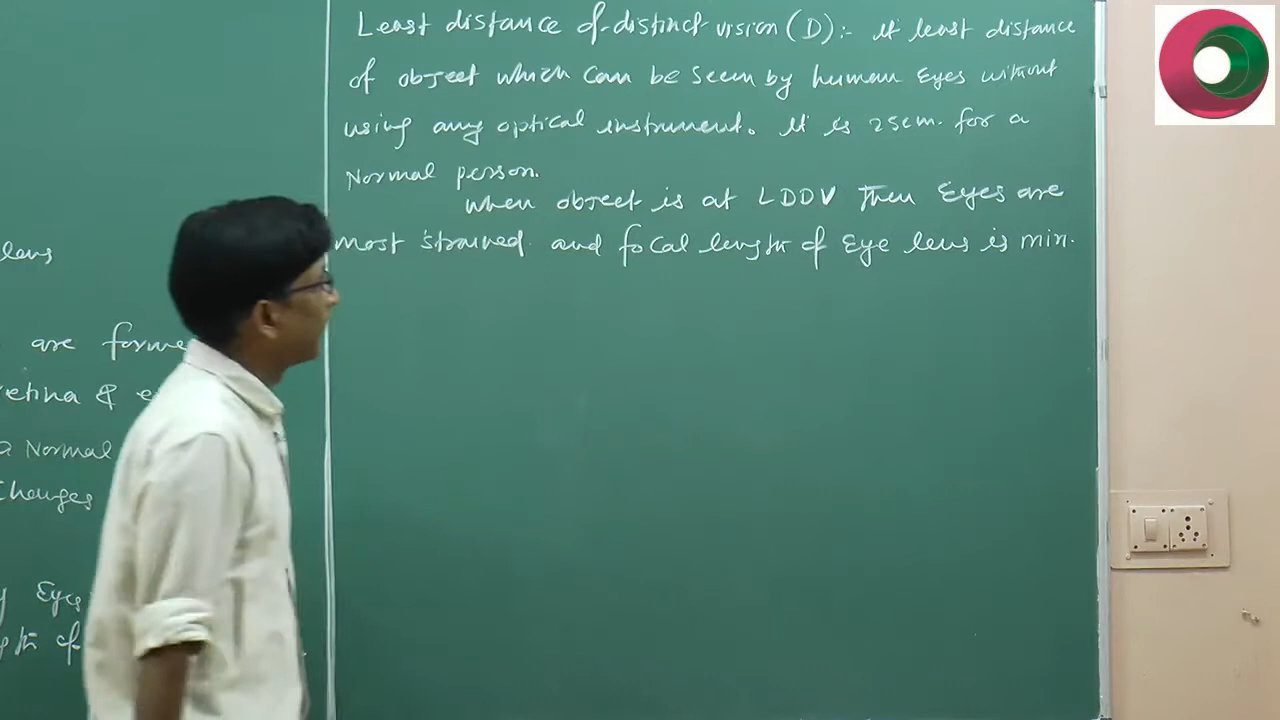 Least distance of distinct vision (D):- It least distance
of object which can be seen by human Eyes without
using any optical instrument. It is 25cm. for a
Normal person.
When object is at LDDV Then Eyes are
most strained and focal length of Eye lens is min.
lens
are forme
retina &
a Normal
Changes
Eyes
of